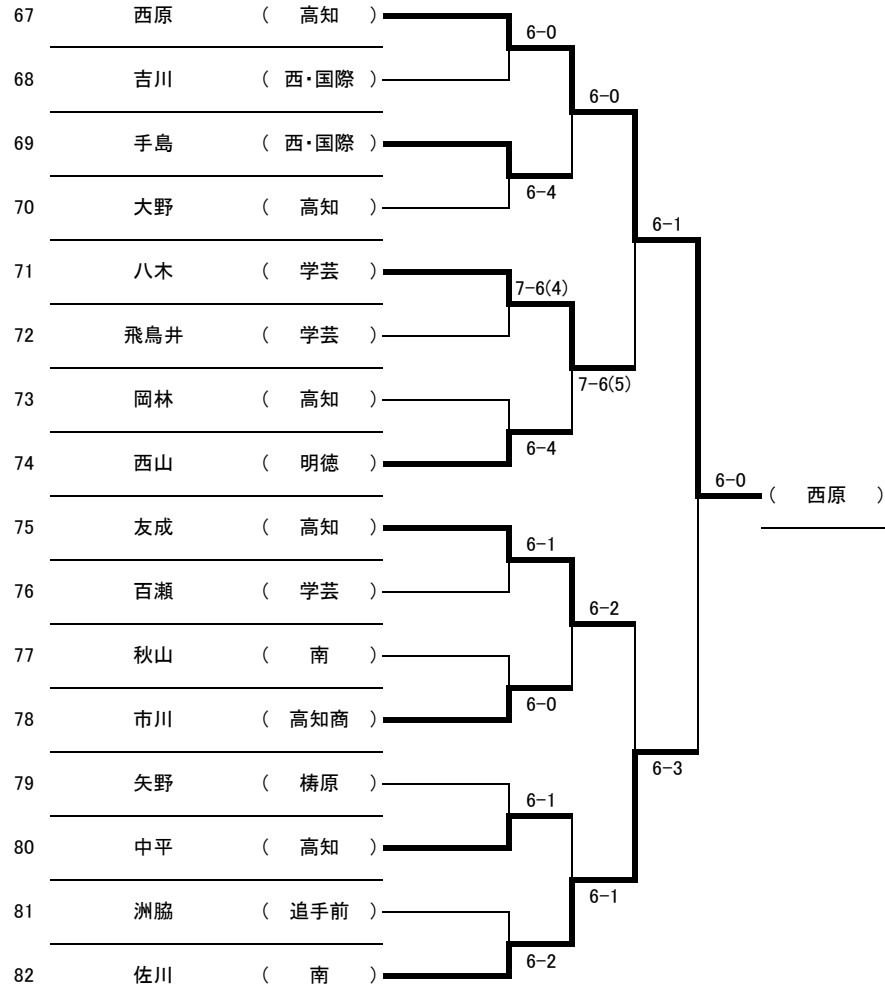 67 西原 ( 高知 )
6-0
68 吉川 ( 西・国際 )
6-0
69 手島 ( 西・国際 )
6-4
70 大野 ( 高知 )
6-1
71 八木 ( 学芸 )
7-6(4)
72 飛鳥井 ( 学芸 )
7-6(5)
73 岡林 ( 高知 )
6-4
74 西山 ( 明徳 )
6-0 ( 西原 )
75 友成 ( 高知 )
6-1
76 百瀬 ( 学芸 )
6-2
77 秋山 ( 南 )
6-0
78 市川 ( 高知商 )
6-3
79 矢野 ( 梼原 )
6-1
80 中平 ( 高知 )
6-1
81 洲脇 ( 追手前 )
6-2
82 佐川 ( 南 )